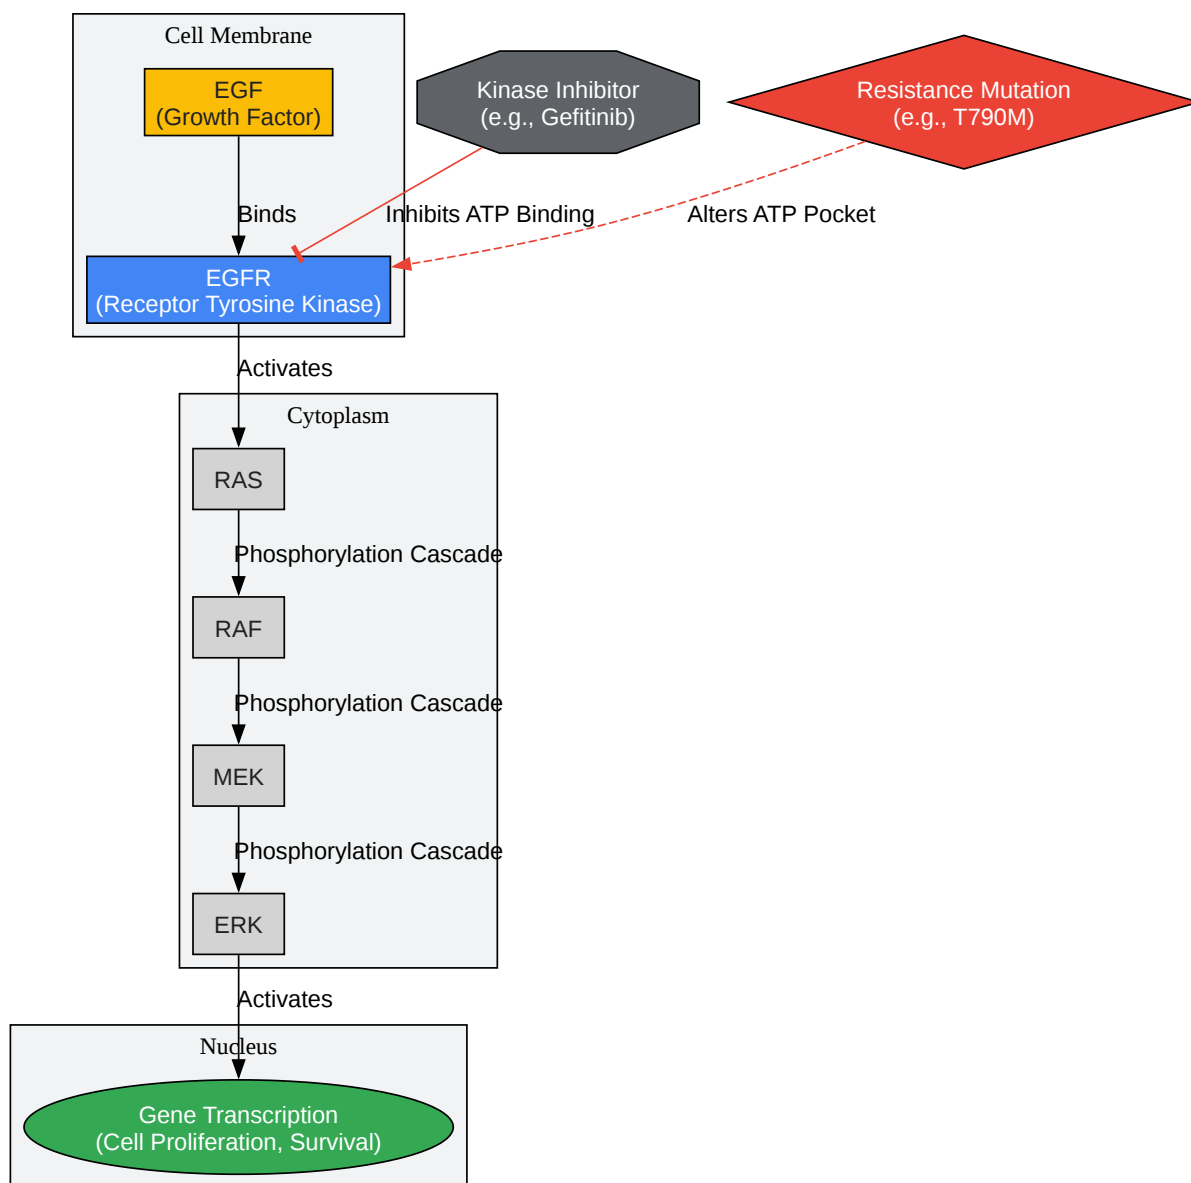 Cell Membrane
EGF
(Growth Factor)
Kinase Inhibitor
(e.g., Gefitinib)
Resistance Mutation
(e.g., T790M)
Binds
Inhibits ATP Binding
Alters ATP Pocket
EGFR
(Receptor Tyrosine Kinase)
Activates
Cytoplasm
RAS
Phosphorylation Cascade
RAF
Phosphorylation Cascade
MEK
Phosphorylation Cascade
ERK
Activates
Nucleus
Gene Transcription
(Cell Proliferation, Survival)